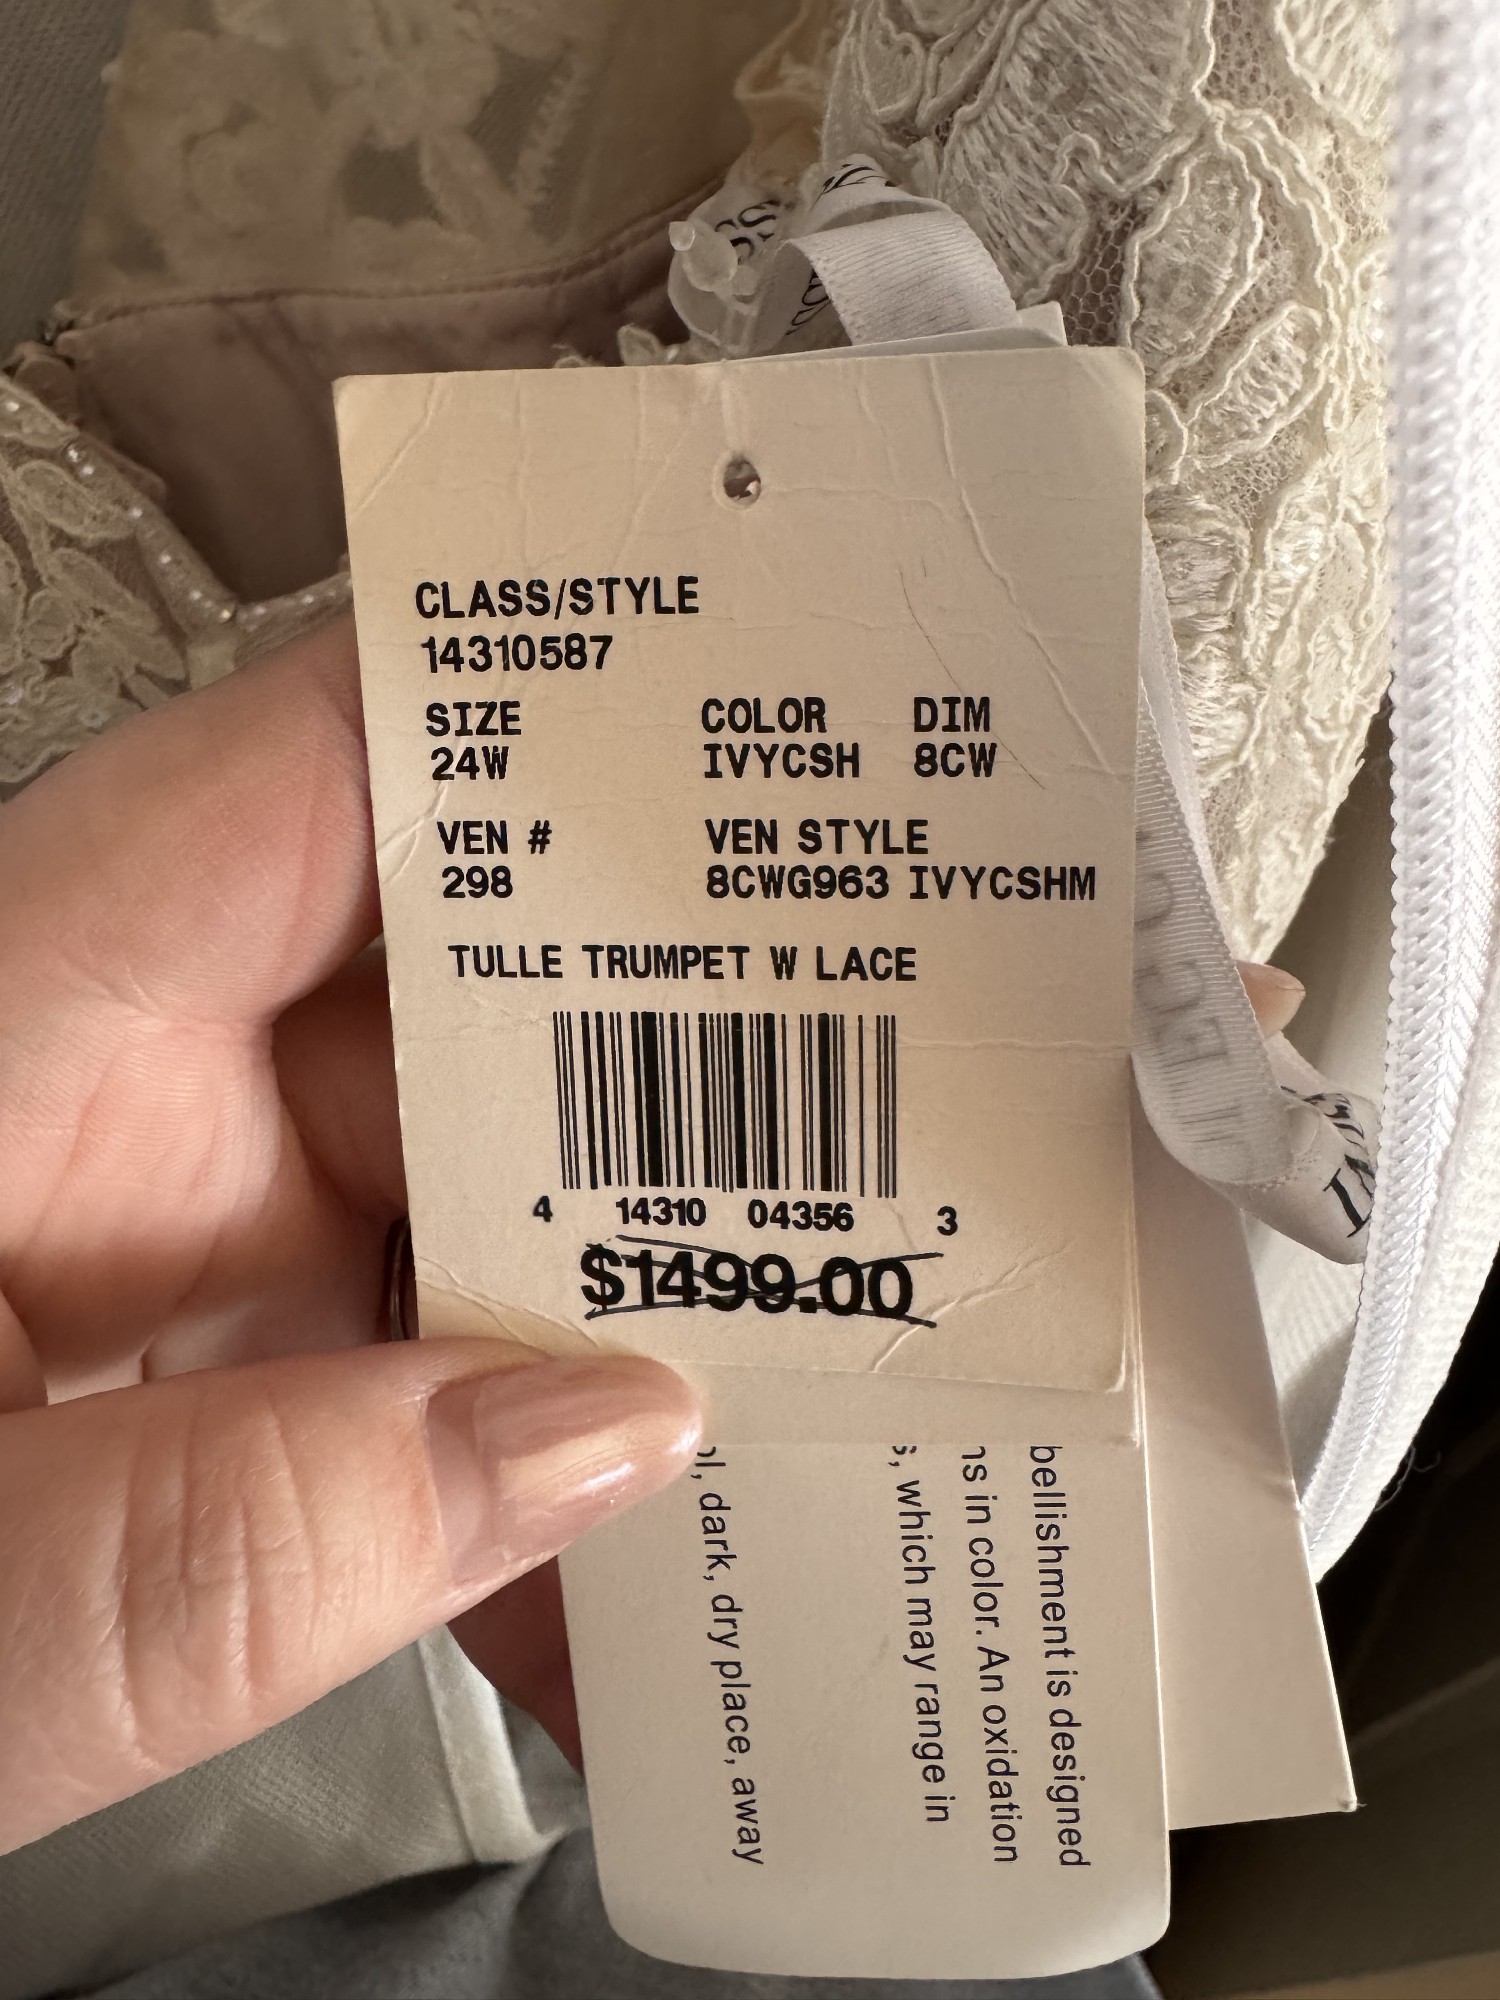 CLASS/STYLE
14310587
SIZE COLOR DIM
24W IVYCSH 8CW
VEN # VEN STYLE
298 8CWG963 IVYCSHM
TULLE TRUMPET W LACE
4 14310 04356 3
$1499.00
bellishment is designed
in color. An oxidation
, which may range in
, dark, dry place, away